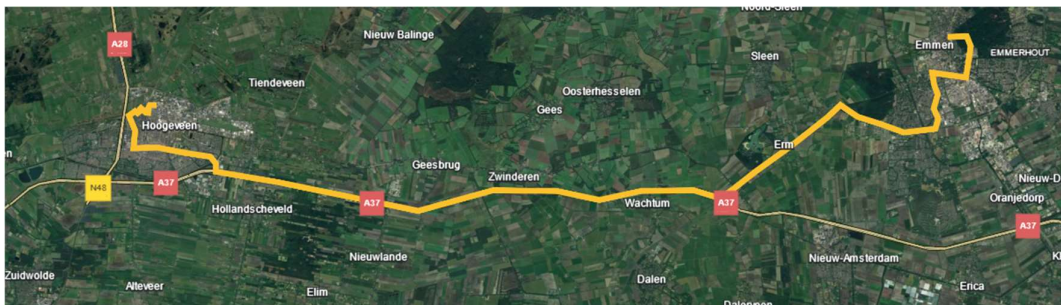 Noord-Sleen
A28
Nieuw Balinge
Emmen
EMMERHOUT
Sleen
Tiendeveen
Oosterhesselen
Gees
Hoogeveen
Erm
Geesbrug
Zwinderen
Nieuw-D
A37
N48
Oranjedorp
A37
Wachtum
A37
Hollandscheveld
A37
Nieuwlande
Nieuw-Amsterdam
Zuidwolde
Dalen
Alteveer
Erica
Elim
Dalerveen